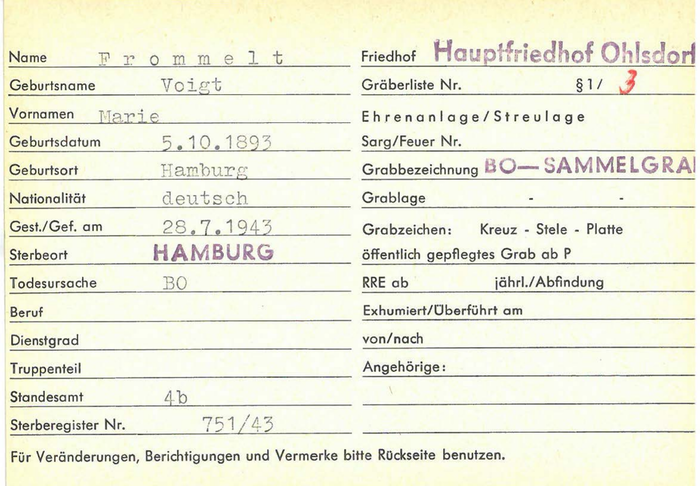 Name F r o m m e l t
Geburtsname Voigt
Vornamen Marie
Geburtsdatum 5.10.1893
Geburtsort Hamburg
Nationalität deutsch
Gest./Gef. am 28.7.1943
Sterbeort HAMBURG
Todesursache BO
Beruf
Dienstgrad
Truppenteil
Standesamt 4b
Sterberegister Nr. 751/43
Friedhof Hauptfriedhof Ohlsdorf
Gräberliste Nr. §1/ 3
Ehrenanlage/Streulage
Sarg/Feuer Nr.
Grabbezeichnung BO—SAMMELGRA
Grablage - -
Grabzeichen: Kreuz - Stele - Platte
öffentlich gepflegtes Grab ab P
RRE ab jährl./Abfindung
Exhumiert/Überführt am
von/nach
Angehörige:
Für Veränderungen, Berichtigungen und Vermerke bitte Rückseite benutzen.